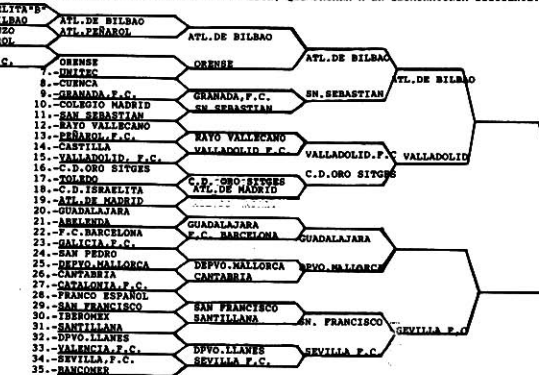 ATL.DE BILBAO
ATL.PEÑAROL
ATL.DE BILBAO
ORENSE
ORENSE
ATL.DE BILBAO
7.-UNITEC
8.-CUENCA
9.-GRANADA,F.C.
GRANADA,F.C.
SN.SEBASTIAN
ATL.DE BILBAO
10.-COLEGIO MADRID
SN SEBASTIAN
11.-SAN SEBASTIAN
12.-RAYO VALLECANO
13.-PEÑAROL,F.C.
RAYO VALLECANO
14.-CASTILLA
VALLADOLID F.C.
VALLADOLID.F.C
VALLADOLID
15.-VALLADOLID, F.C.
16.-C.D.ORO SITGES
C.D.ORO SITGES
17.-TOLEDO
C.D.-ORO-SITGES
18.-C.D.ISRAELITA
ATL.DE MADRID
19.-ATL.DE MADRID
20.-GUADALAJARA
21.-ABELENDA
GUADALAJARA
22.-F.C.BARCELONA
F.C. BARCELONA
GUADALAJARA
23.-GALICIA,F.C.
24.-SAN PEDRO
25.-DEPVO.MALLORCA
DEPVO.MALLORCA
DPVO.MALLORCA
26.-CANTABRIA
CANTABRIA
27.-CATALONIA,F.C.
28.-FRANCO ESPAÑOL
29.-SAN FRANCISCO
SAN FRANCISCO
30.-IBEROMEX
SANTILLANA
SN. FRANCISCO
31.-SANTILLANA
SEVILLA F.C
32.-DPVO.LLANES
33.-VALENCIA,F.C.
DPVO.LLANES
SEVILLA F.C
34.-SEVILLA,F.C.
SEVILLA F.C.
35.-BANCOMER